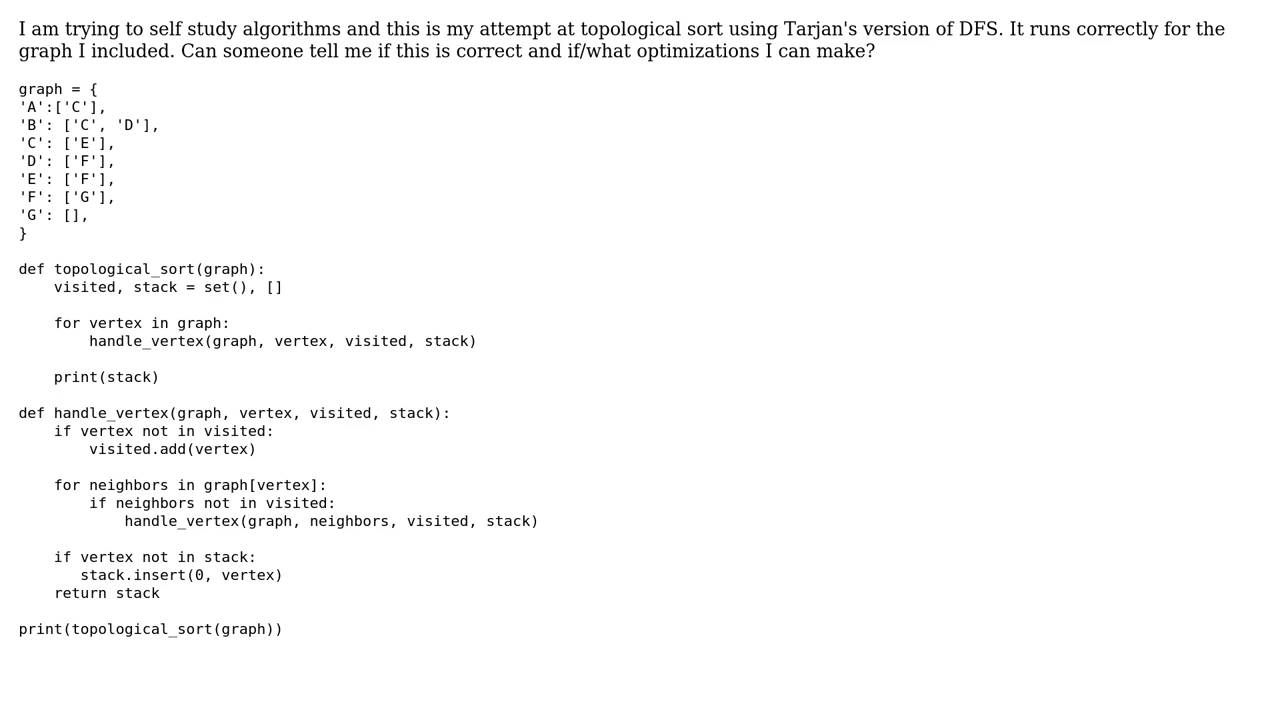 I am trying to self study algorithms and this is my attempt at topological sort using Tarjan's version of DFS. It runs correctly for the
graph I included. Can someone tell me if this is correct and if/what optimizations I can make?
graph = {
'A':['C'],
'B': ['C', 'D'],
'C': ['E'],
'D': ['F'],
'E': ['F'],
'F': ['G'],
'G': [],
}
def topological_sort(graph):
    visited, stack = set(), []
    for vertex in graph:
        handle_vertex(graph, vertex, visited, stack)
    print(stack)
def handle_vertex(graph, vertex, visited, stack):
    if vertex not in visited:
        visited.add(vertex)
    for neighbors in graph[vertex]:
        if neighbors not in visited:
            handle_vertex(graph, neighbors, visited, stack)
    if vertex not in stack:
       stack.insert(0, vertex)
    return stack
print(topological_sort(graph))